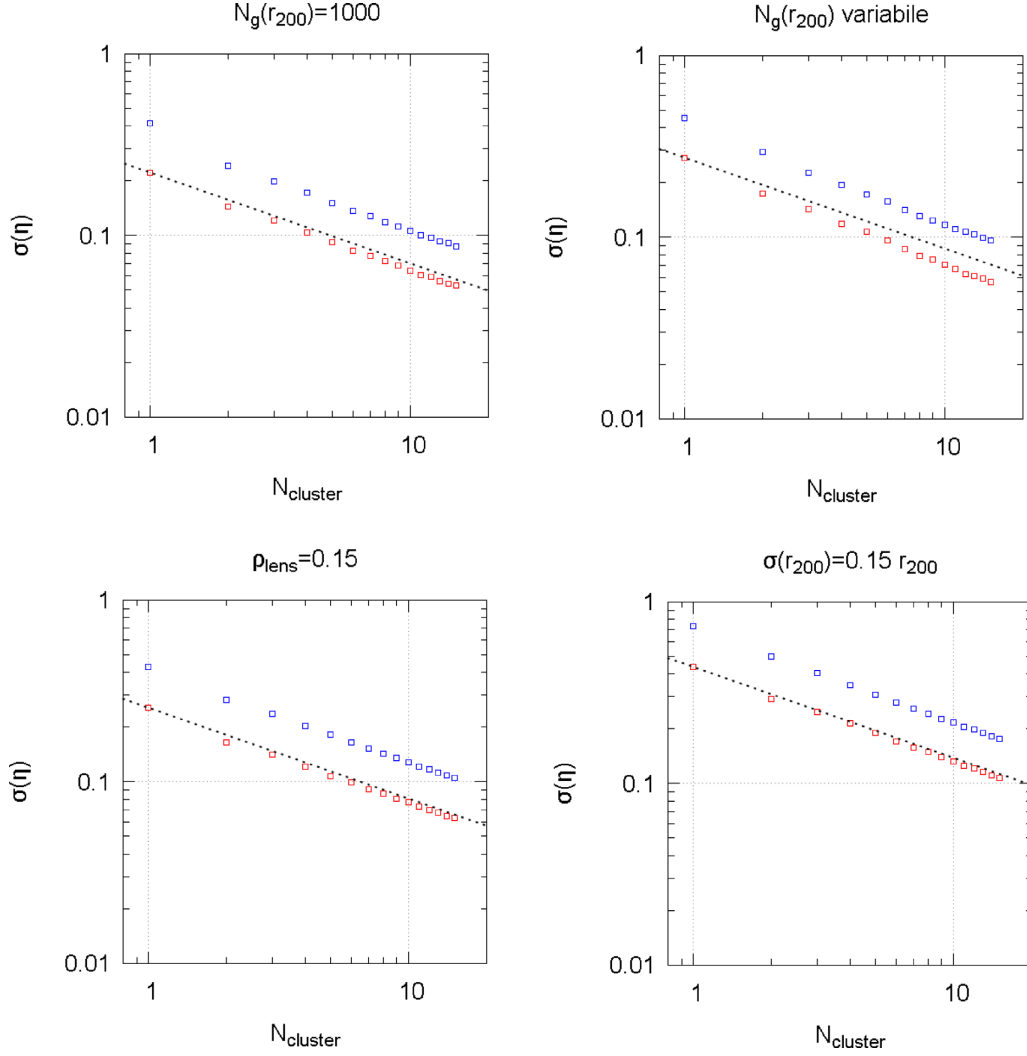 N_g(r_200)=1000
1
0.1
0.01
σ(η)
1
10
N_cluster
N_g(r_200) variabile
1
0.1
0.01
σ(η)
1
10
N_cluster
ρ_lens=0.15
1
0.1
0.01
σ(η)
1
10
N_cluster
σ(r_200)=0.15 r_200
1
0.1
0.01
σ(η)
1
10
N_cluster